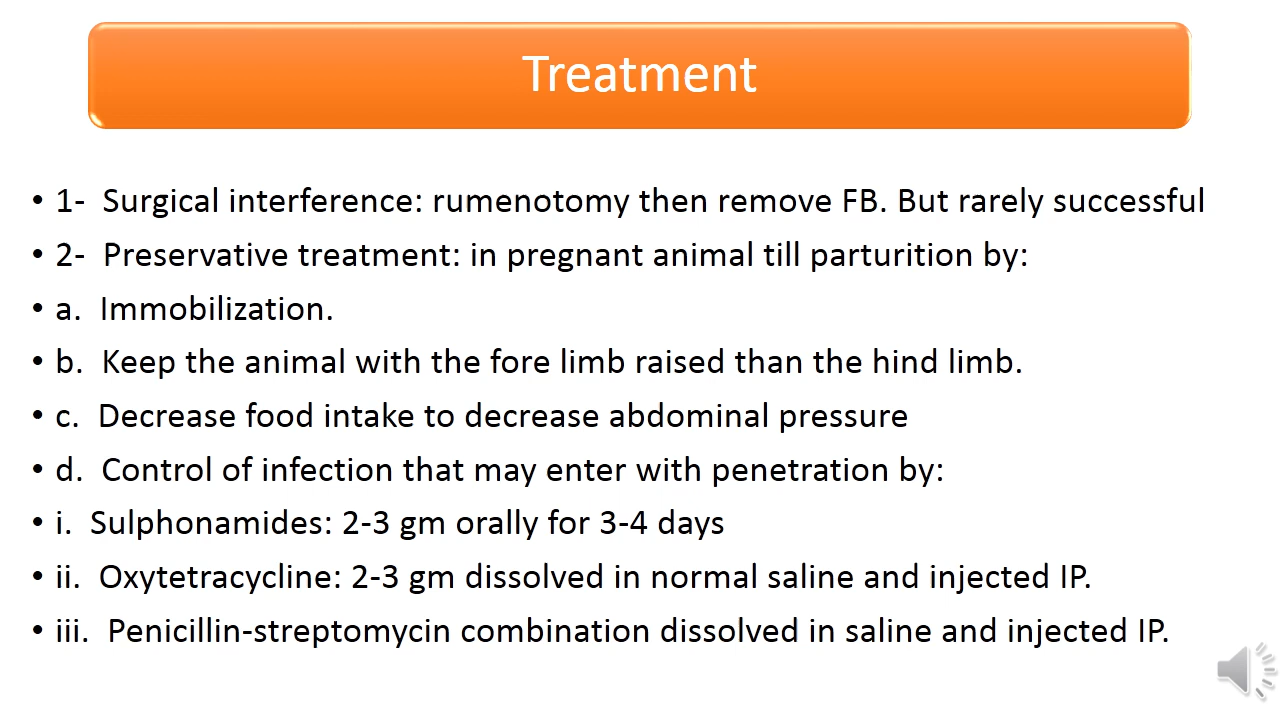 Treatment
• 1- Surgical interference: rumenotomy then remove FB. But rarely successful
• 2- Preservative treatment: in pregnant animal till parturition by:
• a. Immobilization.
• b. Keep the animal with the fore limb raised than the hind limb.
• c. Decrease food intake to decrease abdominal pressure
• d. Control of infection that may enter with penetration by:
• i. Sulphonamides: 2-3 gm orally for 3-4 days
• ii. Oxytetracycline: 2-3 gm dissolved in normal saline and injected IP.
• iii. Penicillin-streptomycin combination dissolved in saline and injected IP.